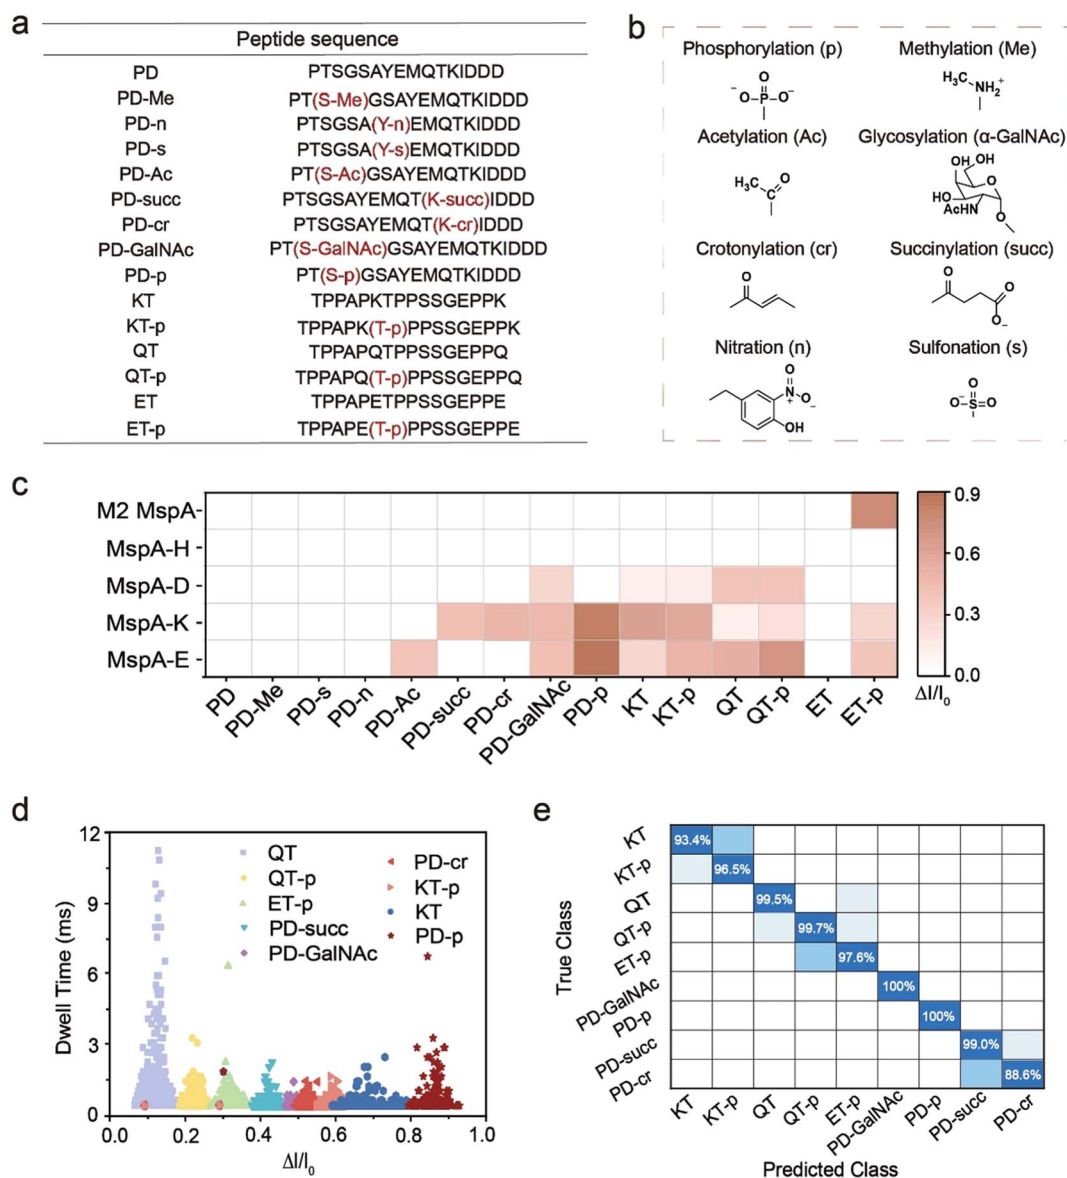 a
Peptide sequence
PD PTSGSAYEMQTKIDDD
PD-Me PT(S-Me)GSAYEMQTKIDDD
PD-n PTSGSA(Y-n)EMQTKIDDD
PD-s PTSGSA(Y-s)EMQTKIDDD
PD-Ac PT(S-Ac)GSAYEMQTKIDDD
PD-succ PTSGSAYEMQT(K-succ)IDDD
PD-cr PTSGSAYEMQT(K-cr)IDDD
PD-GalNAc PT(S-GalNAc)GSAYEMQTKIDDD
PD-p PT(S-p)GSAYEMQTKIDDD
KT TPPAPKTPPSSGEPPK
KT-p TPPAPK(T-p)PPSSGEPPK
QT TPPAPQTPPSSGEPPQ
QT-p TPPAPQ(T-p)PPSSGEPPQ
ET TPPAPETPPSSGEPPE
ET-p TPPAPE(T-p)PPSSGEPPE
b
Phosphorylation (p) Methylation (Me)
O
⁻O-P-O⁻
H₃C
NH₂⁺
Acetylation (Ac) Glycosylation (α-GalNAc)
H₃C O
C
OH OH
O
HO
AcHN
O
Crotonylation (cr) Succinylation (succ)
O
O O
O⁻
Nitration (n) Sulfonation (s)
O
N⁺ O⁻
OH
O
O⁻-S=O
c
M2 MspA
MspA-H
MspA-D
MspA-K
MspA-E
PD PD-Me PD-s PD-n PD-Ac PD-succ PD-cr PD-GalNAc PD-p KT KT-p QT QT-p ET ET-p
0.9
0.6
0.3
0.0
ΔI/I₀
d
Dwell Time (ms)
12
9
6
3
0
0.0 0.2 0.4 0.6 0.8 1.0
ΔI/I₀
QT
QT-p
ET-p
PD-succ
PD-GalNAc
PD-cr
KT-p
KT
PD-p
e
True Class
KT 93.4%
KT-p 96.5%
QT 99.5%
QT-p 99.7%
ET-p 97.6%
PD-GalNAc 100%
PD-p 100%
PD-succ 99.0%
PD-cr 88.6%
KT KT-p QT QT-p ET-p PD-GalNAc PD-p PD-succ PD-cr
Predicted Class